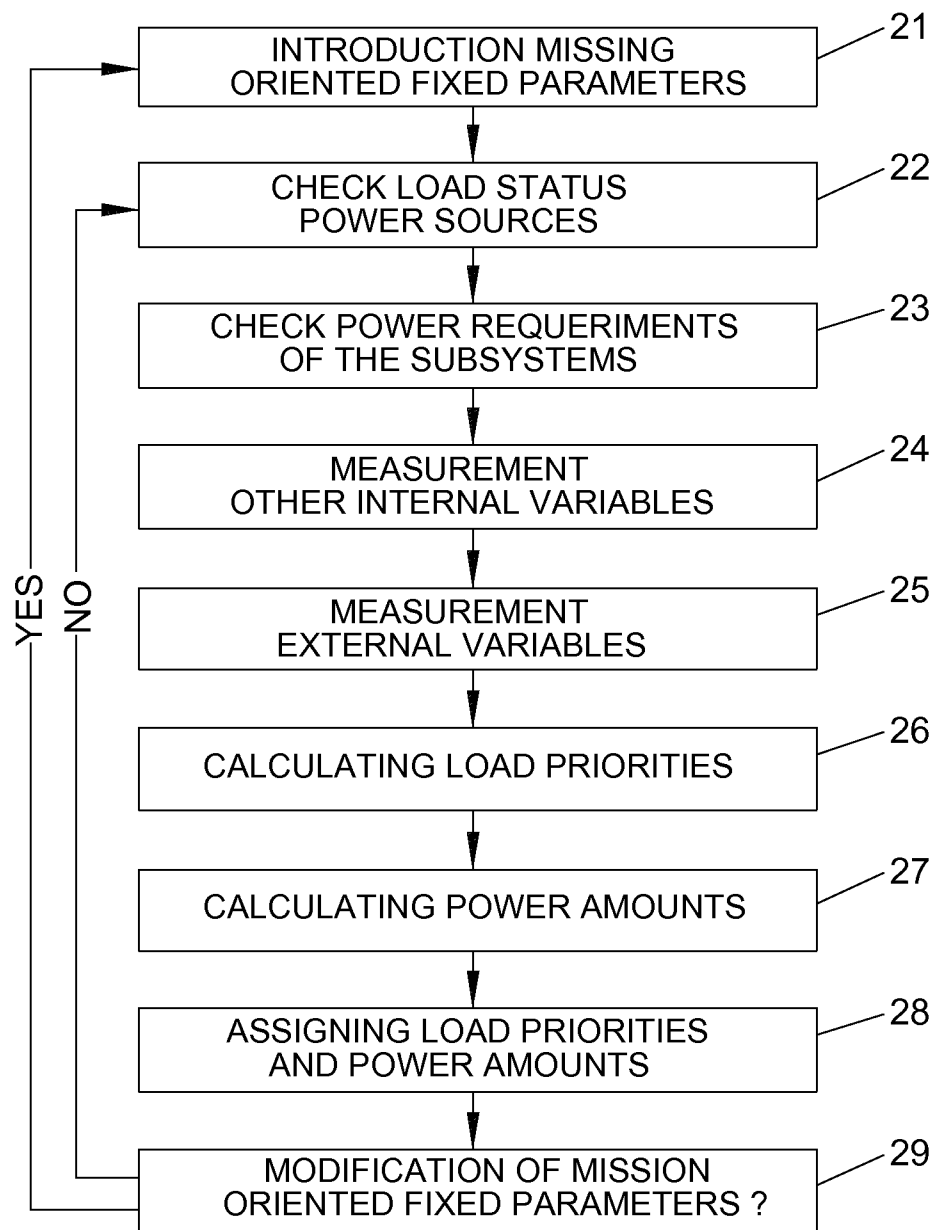 INTRODUCTION MISSING
ORIENTED FIXED PARAMETERS
21
CHECK LOAD STATUS
POWER SOURCES
22
CHECK POWER REQUERIMENTS
OF THE SUBSYSTEMS
23
MEASUREMENT
OTHER INTERNAL VARIABLES
24
MEASUREMENT
EXTERNAL VARIABLES
25
CALCULATING LOAD PRIORITIES
26
CALCULATING POWER AMOUNTS
27
ASSIGNING LOAD PRIORITIES
AND POWER AMOUNTS
28
MODIFICATION OF MISSION
ORIENTED FIXED PARAMETERS ?
29
YES
NO